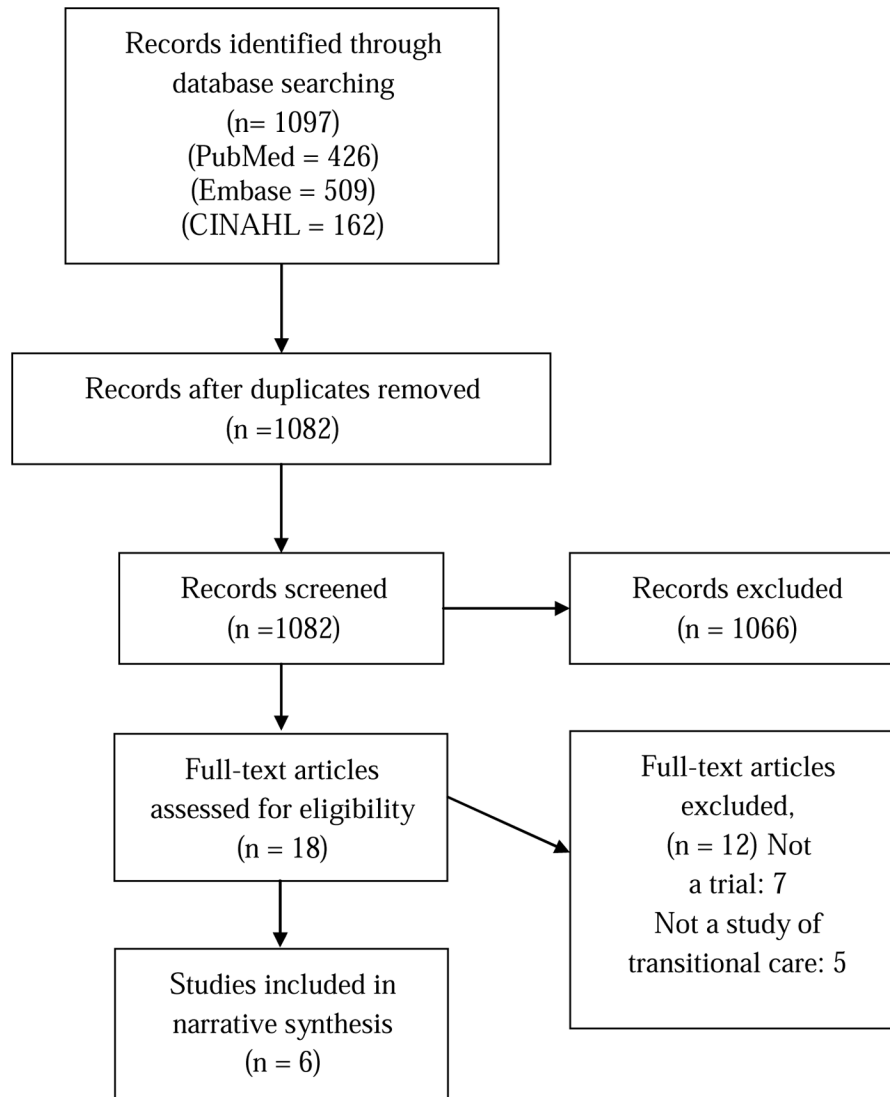 Records identified through
database searching
(n= 1097)
(PubMed = 426)
(Embase = 509)
(CINAHL = 162)
Records after duplicates removed
(n =1082)
Records screened
(n =1082)
Records excluded
(n = 1066)
Full-text articles
assessed for eligibility
(n = 18)
Full-text articles
excluded,
(n = 12) Not
a trial: 7
Not a study of
transitional care: 5
Studies included in
narrative synthesis
(n = 6)